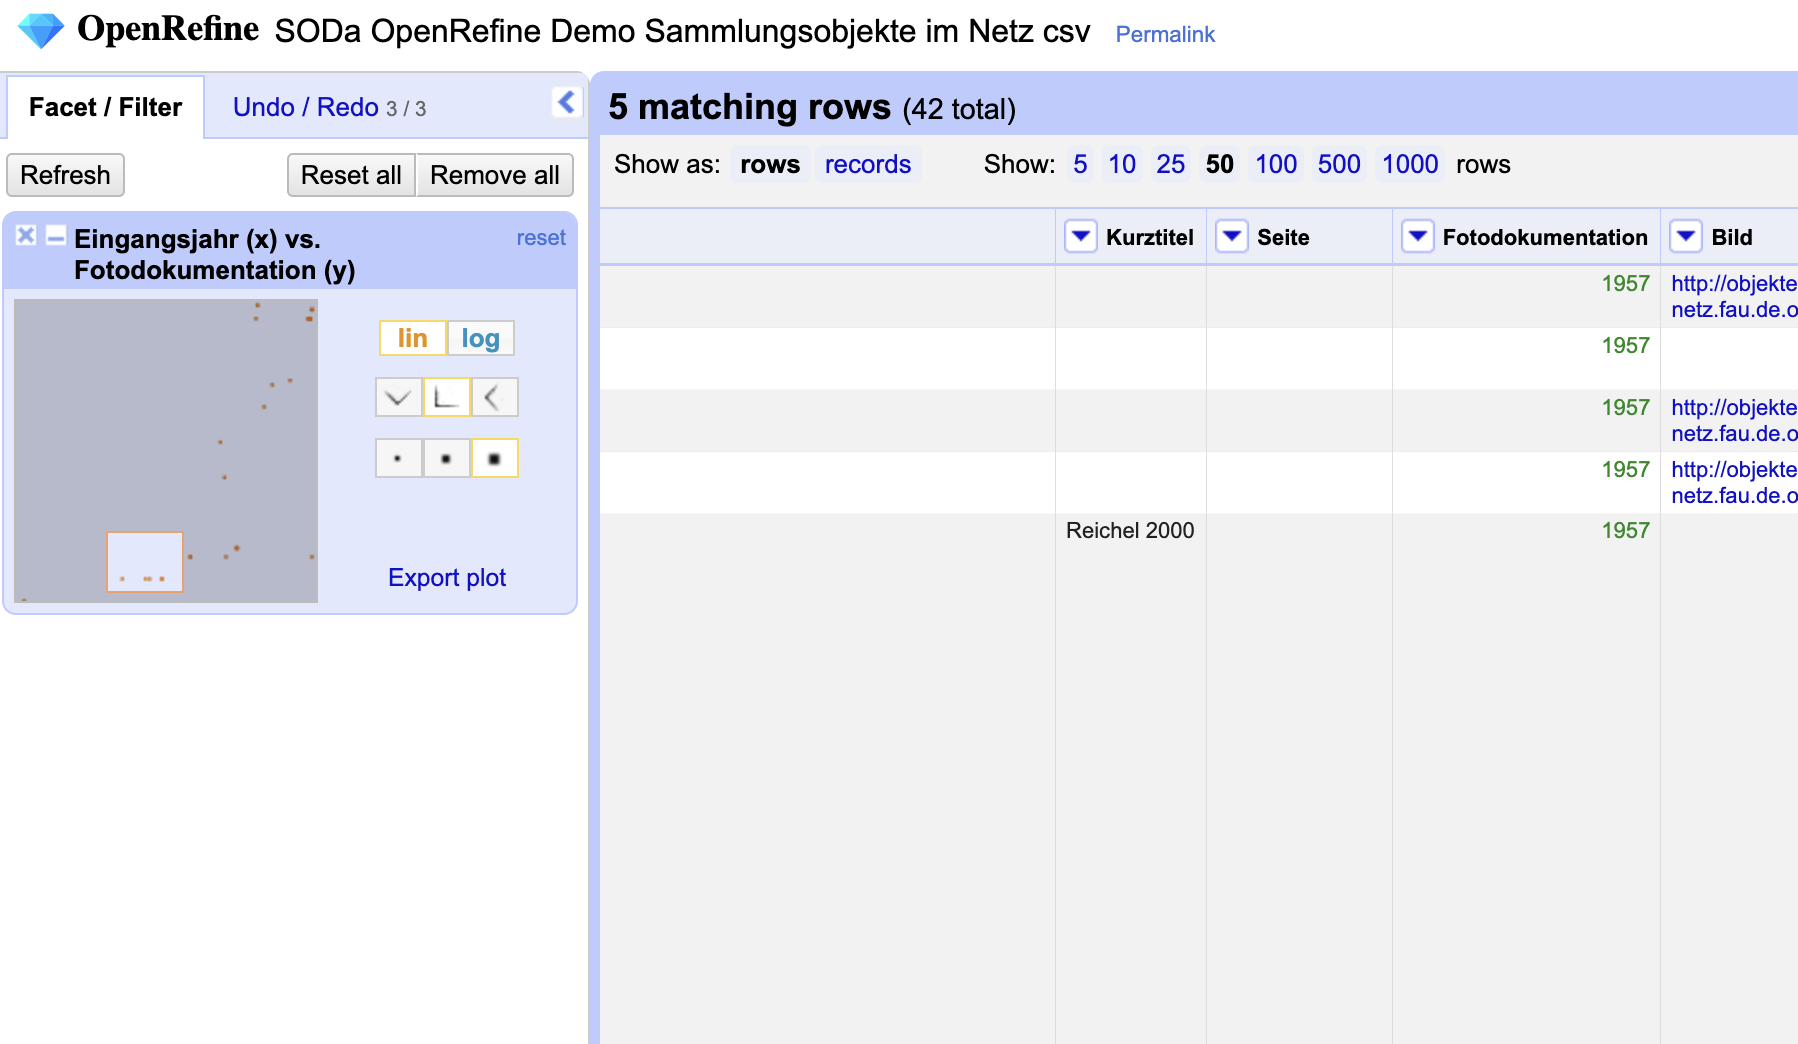 OpenRefine SODa OpenRefine Demo Sammlungsobjekte im Netz csv Permalink
Facet / Filter Undo / Redo 3 / 3
5 matching rows (42 total)
Refresh Reset all Remove all
Show as: rows records Show: 5 10 25 50 100 500 1000 rows
Eingangsjahr (x) vs. Fotodokumentation (y) reset
lin log
Export plot
Kurztitel Seite Fotodokumentation Bild
1957 http://objekte
netz.fau.de.o
1957
1957 http://objekte
netz.fau.de.o
1957 http://objekte
netz.fau.de.o
Reichel 2000 1957